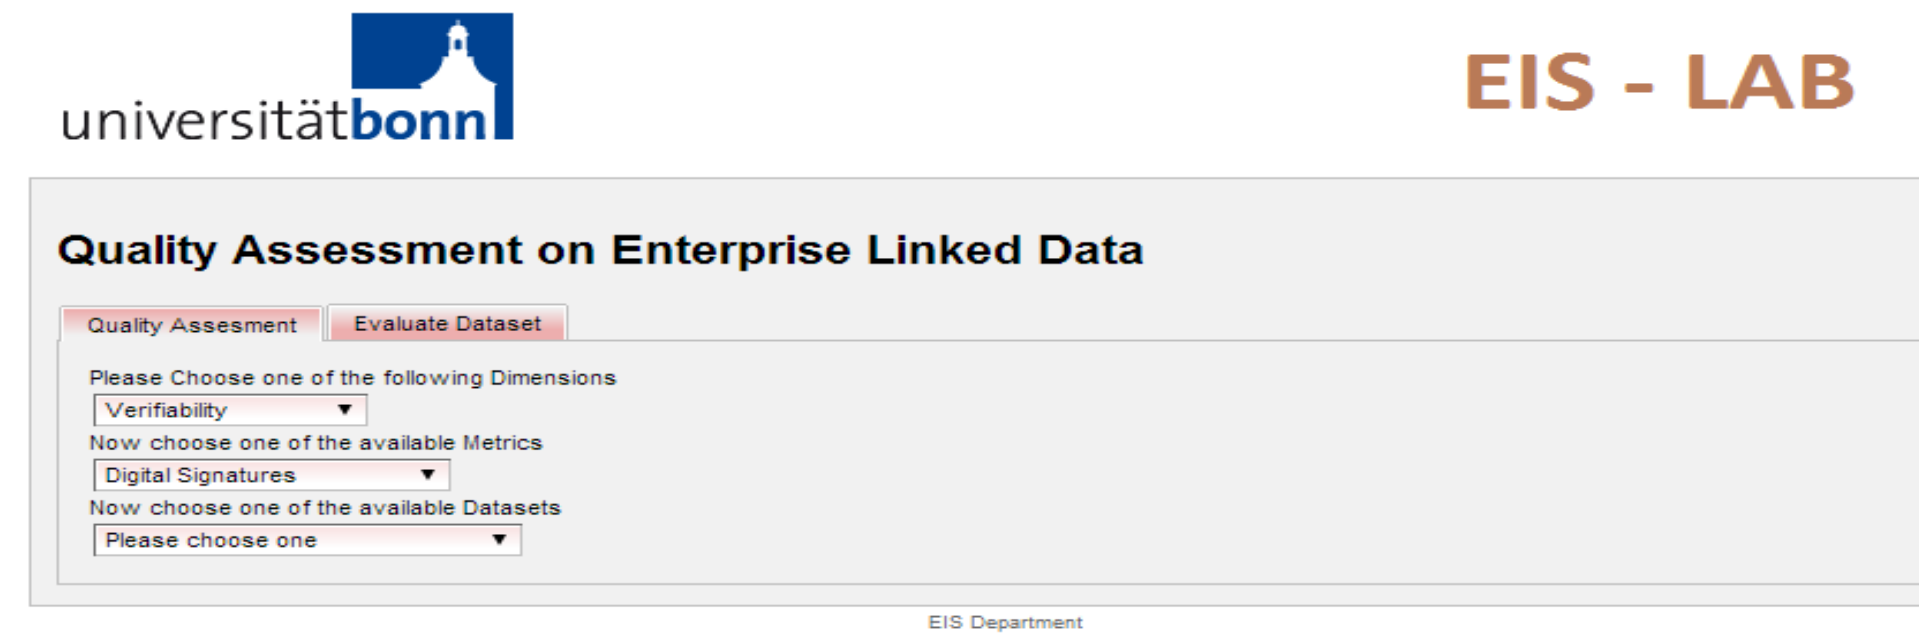 universitätbonn
EIS - LAB
Quality Assessment on Enterprise Linked Data
Quality Assesment
Evaluate Dataset
Please Choose one of the following Dimensions
Verifiability
Now choose one of the available Metrics
Digital Signatures
Now choose one of the available Datasets
Please choose one
EIS Department